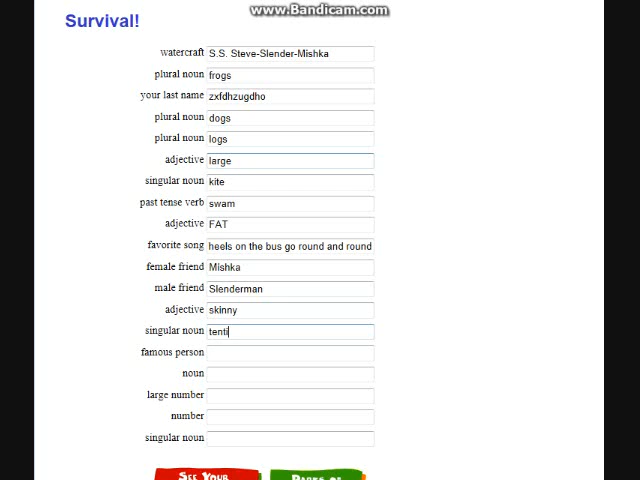 www.Bandicam.com
Survival!
watercraft S.S. Steve-Slender-Mishka
plural noun frogs
your last name zxfdhzugdho
plural noun dogs
plural noun logs
adjective large
singular noun kite
past tense verb swam
adjective FAT
favorite song heels on the bus go round and round
female friend Mishka
male friend Slenderman
adjective skinny
singular noun tenti
famous person
noun
large number
number
singular noun
SEE YOUR